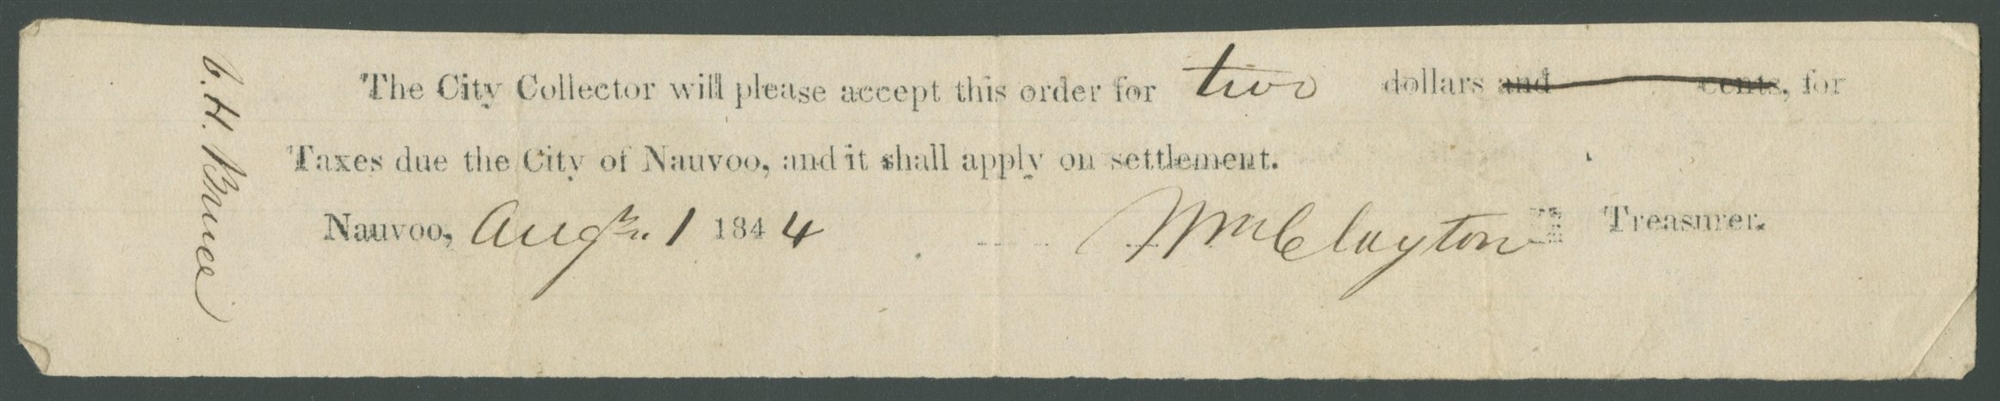 The City Collector will please accept this order for two dollars and cents, for
Taxes due the City of Nauvoo, and it shall apply on settlement.
Nauvoo, Augst. 1 1844 Wm Clayton Treasurer.
H. Bruce